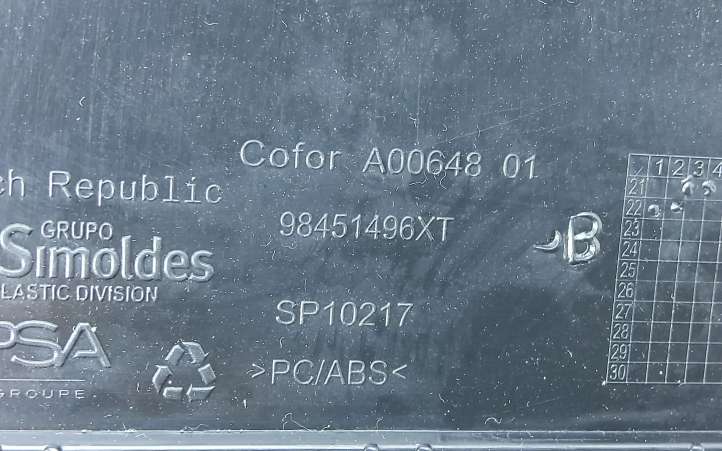 Cofor A00648 01
ch Republic
98451496XT
B
GRUPO
Simoldes
LASTIC DIVISION
SP10217
PSA
GROUPE
>PC/ABS<
1 2 3 4
21
22
23
24
25
26
27
28
29
30